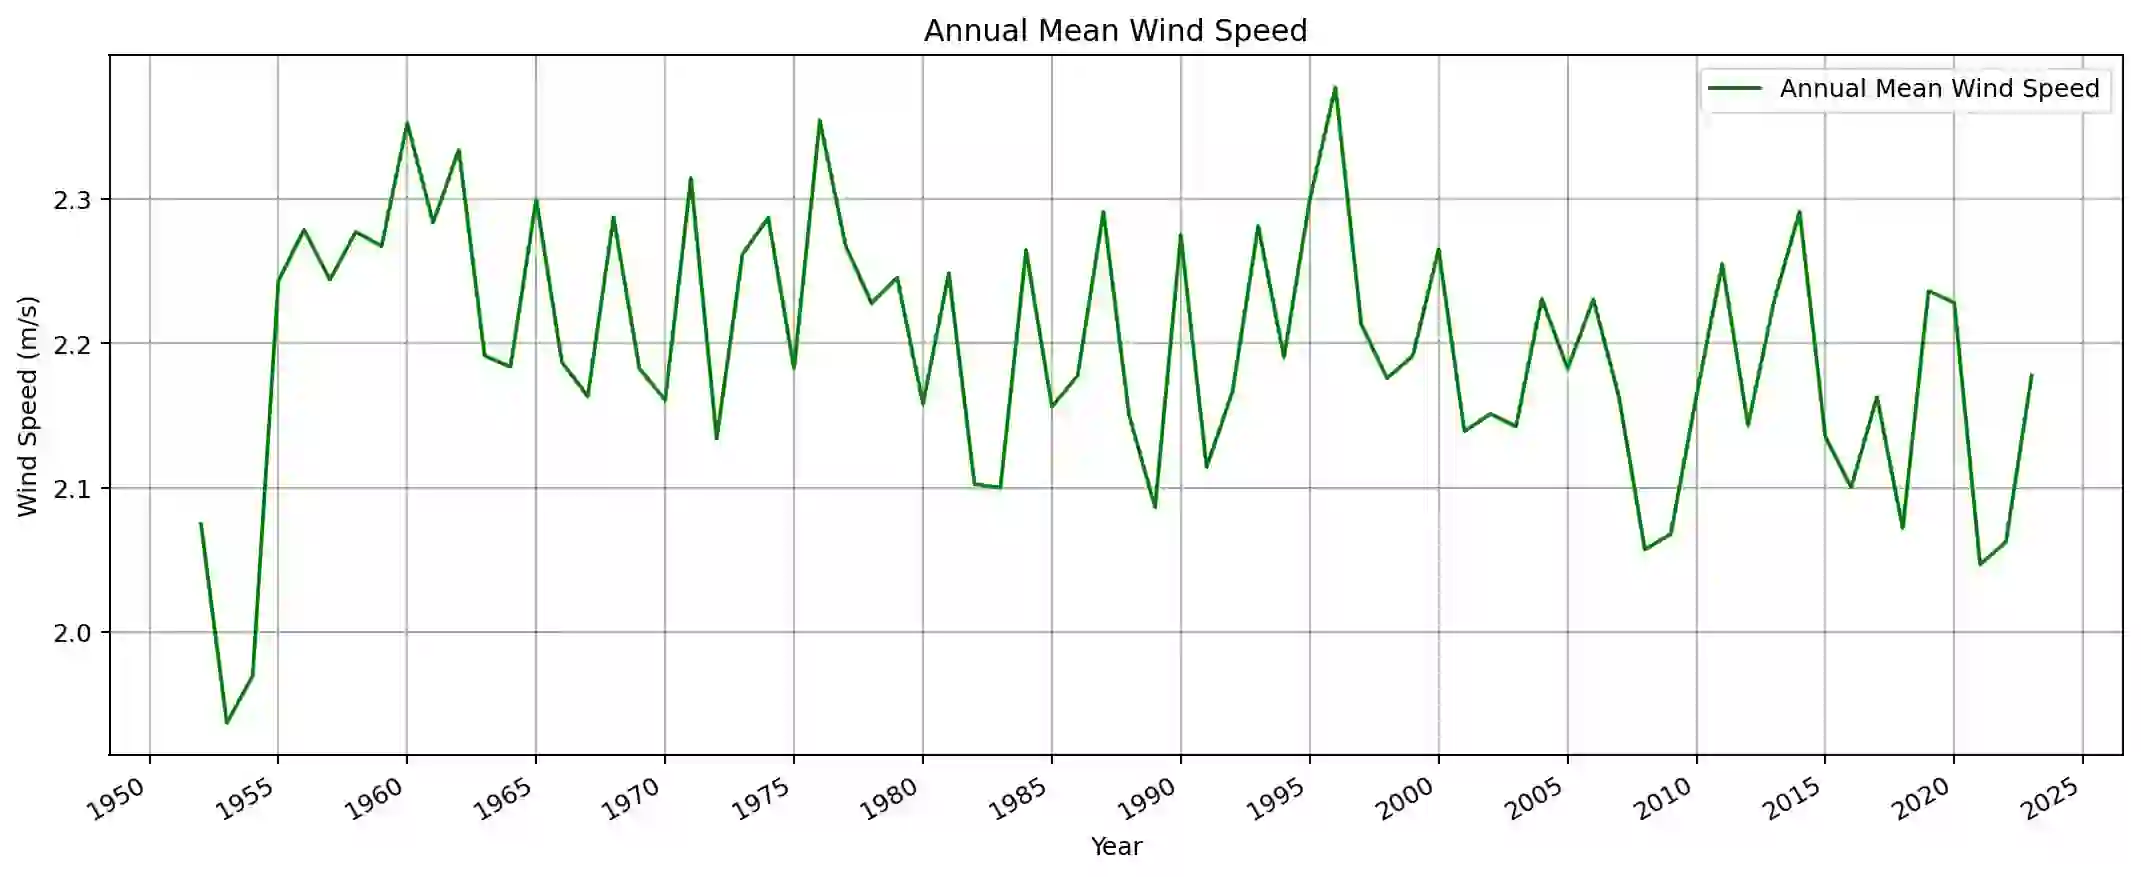 Annual Mean Wind Speed
Annual Mean Wind Speed
Wind Speed (m/s)
2.3
2.2
2.1
2.0
1950 1955 1960 1965 1970 1975 1980 1985 1990 1995 2000 2005 2010 2015 2020 2025
Year